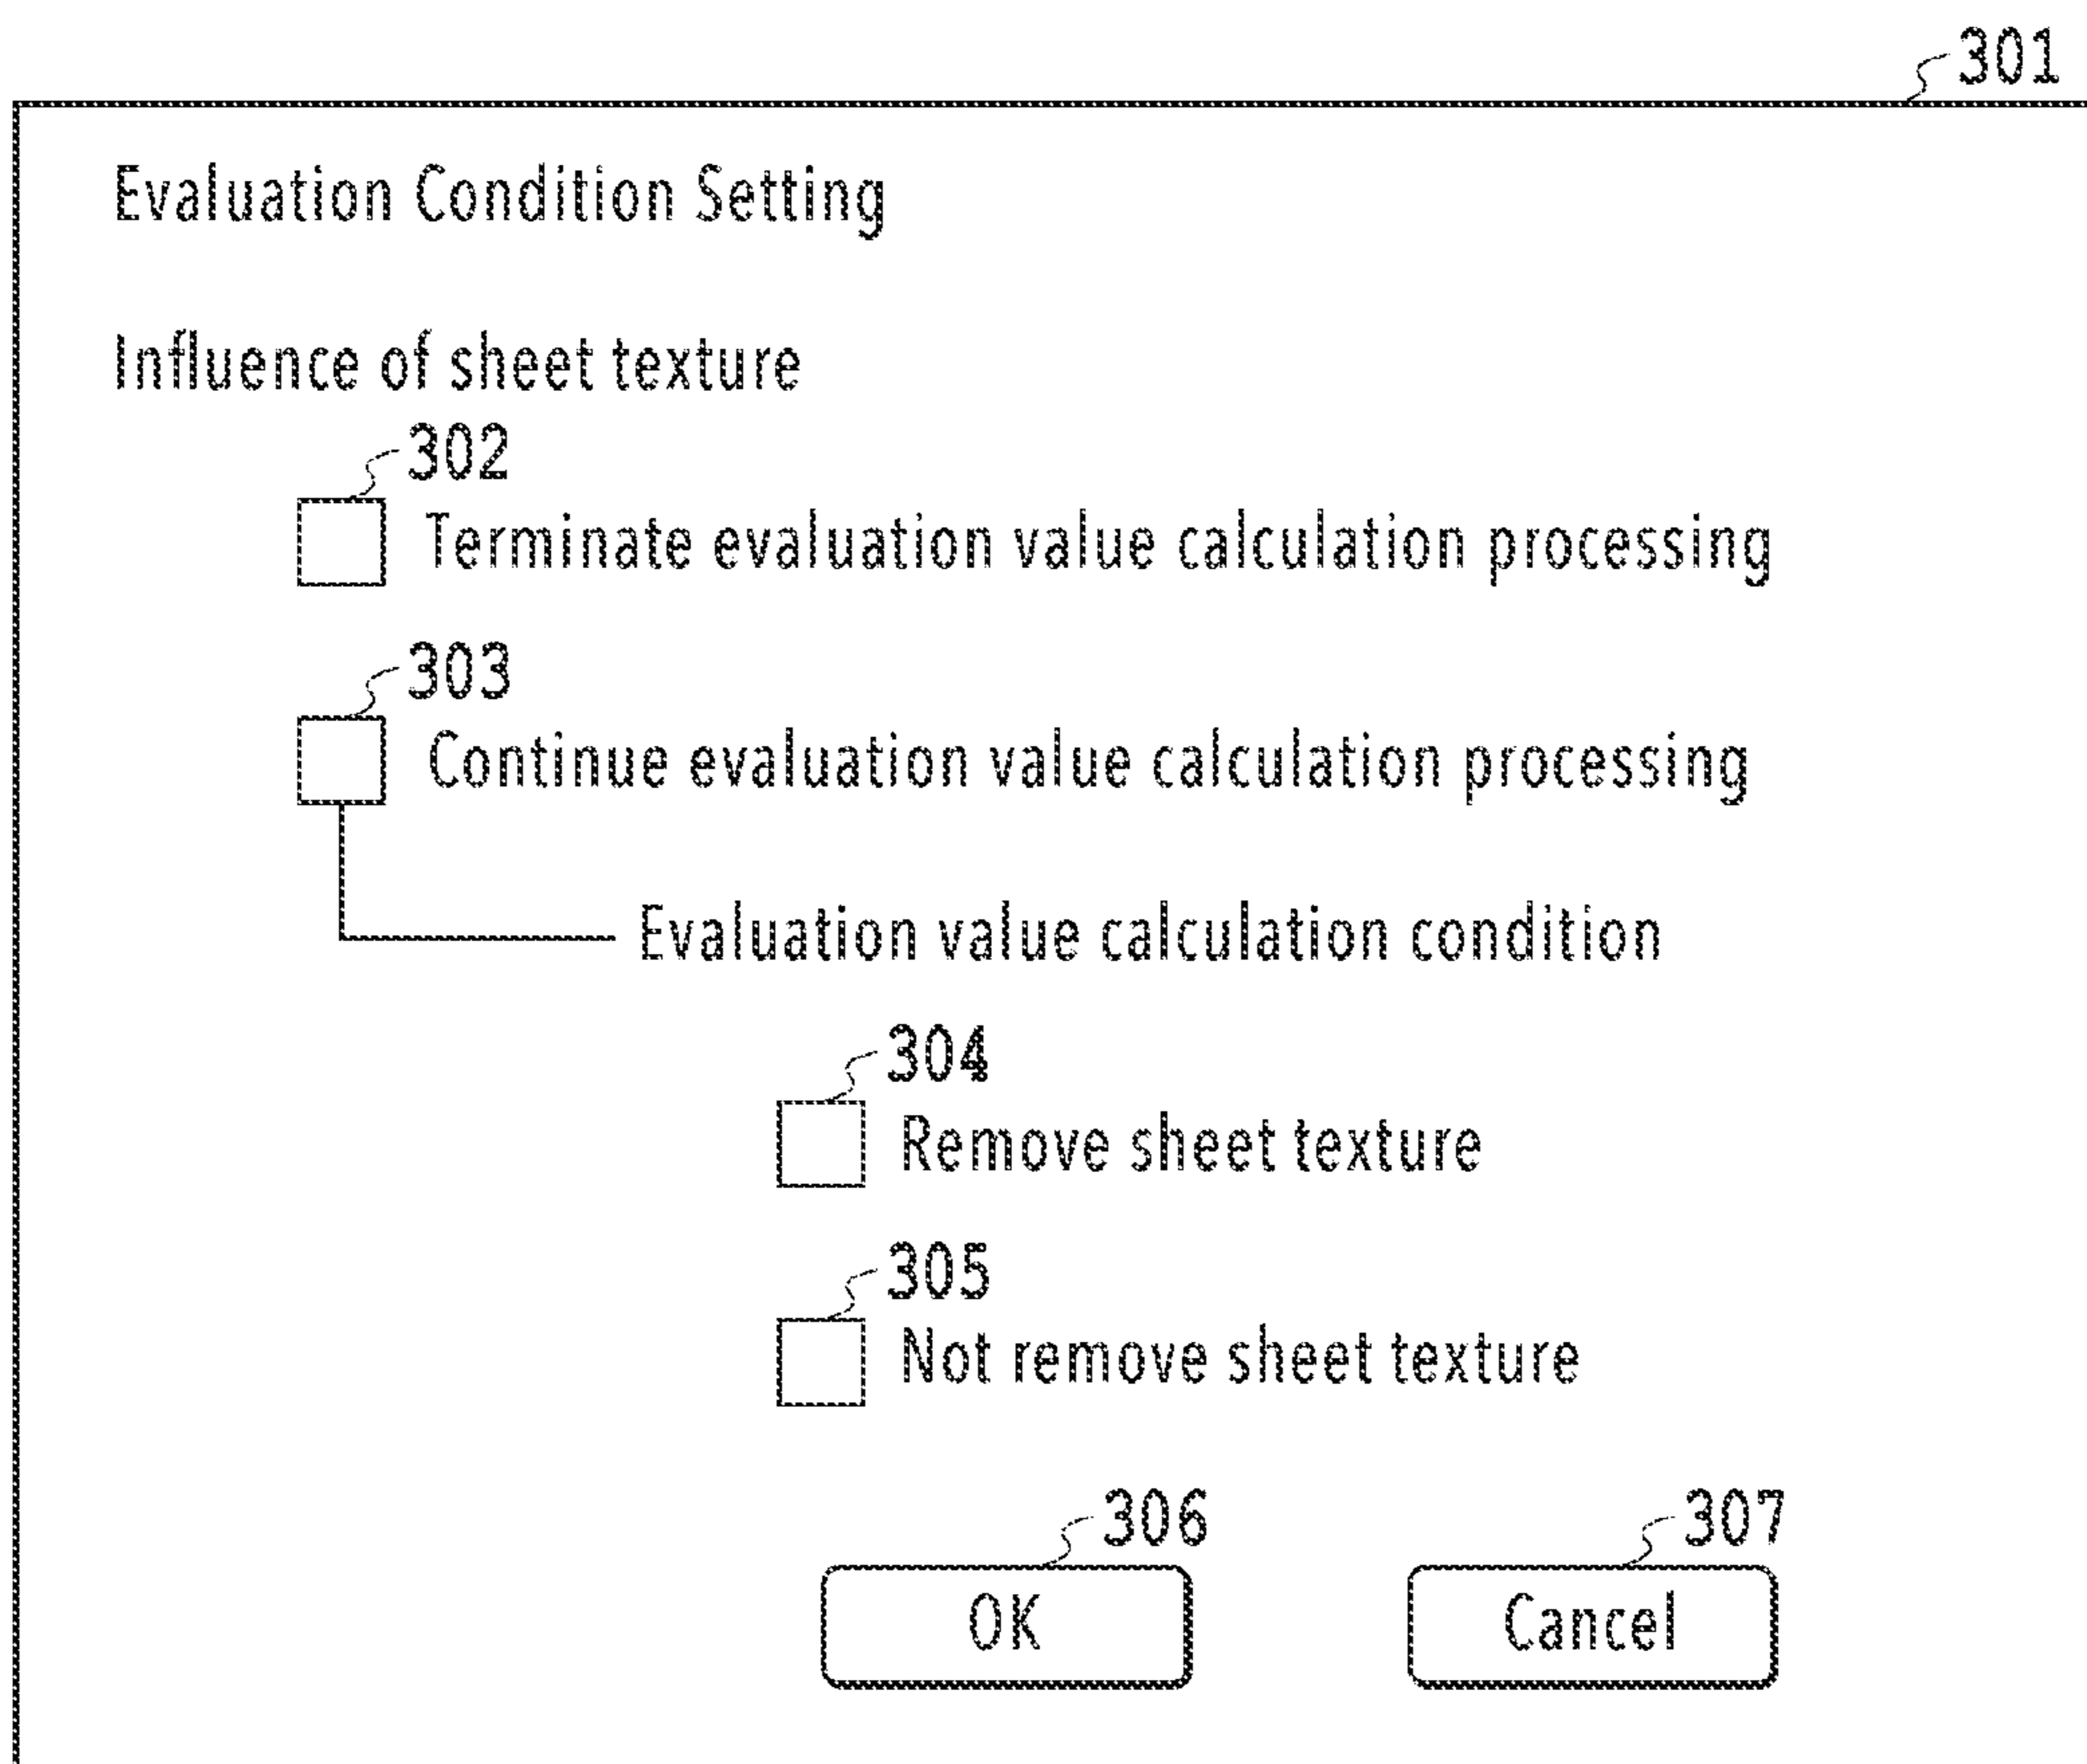 301
Evaluation Condition Setting
Influence of sheet texture
302
Terminate evaluation value calculation processing
303
Continue evaluation value calculation processing
Evaluation value calculation condition
304
Remove sheet texture
305
Not remove sheet texture
306 307
OK Cancel